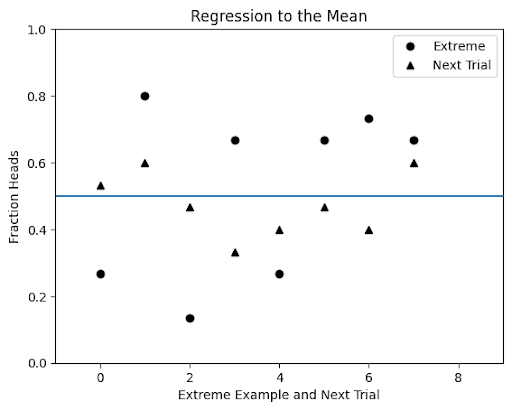 Regression to the Mean
Extreme
Next Trial
1.0
0.8
0.6
0.4
0.2
0.0
Fraction Heads
0 2 4 6 8
Extreme Example and Next Trial